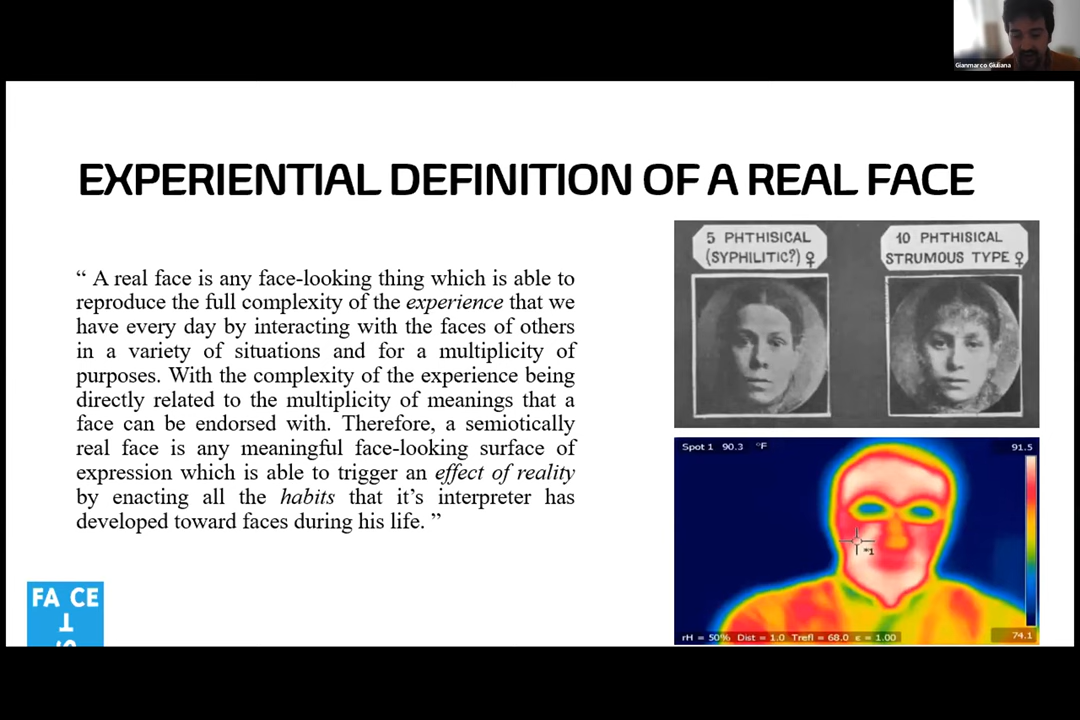 Gianmarco Giuliana
EXPERIENTIAL DEFINITION OF A REAL FACE
“ A real face is any face-looking thing which is able to
reproduce the full complexity of the experience that we
have every day by interacting with the faces of others
in a variety of situations and for a multiplicity of
purposes. With the complexity of the experience being
directly related to the multiplicity of meanings that a
face can be endorsed with. Therefore, a semiotically
real face is any meaningful face-looking surface of
expression which is able to trigger an effect of reality
by enacting all the habits that it’s interpreter has
developed toward faces during his life. ”
5 PHTHISICAL
(SYPHILITIC?) ♀
10 PHTHISICAL
STRUMOUS TYPE ♀
Spot 1 90.3 °F
91.5
*1
rH = 50% Dist = 1.0 Trefl = 68.0 ε = 1.00
74.1
FA CE